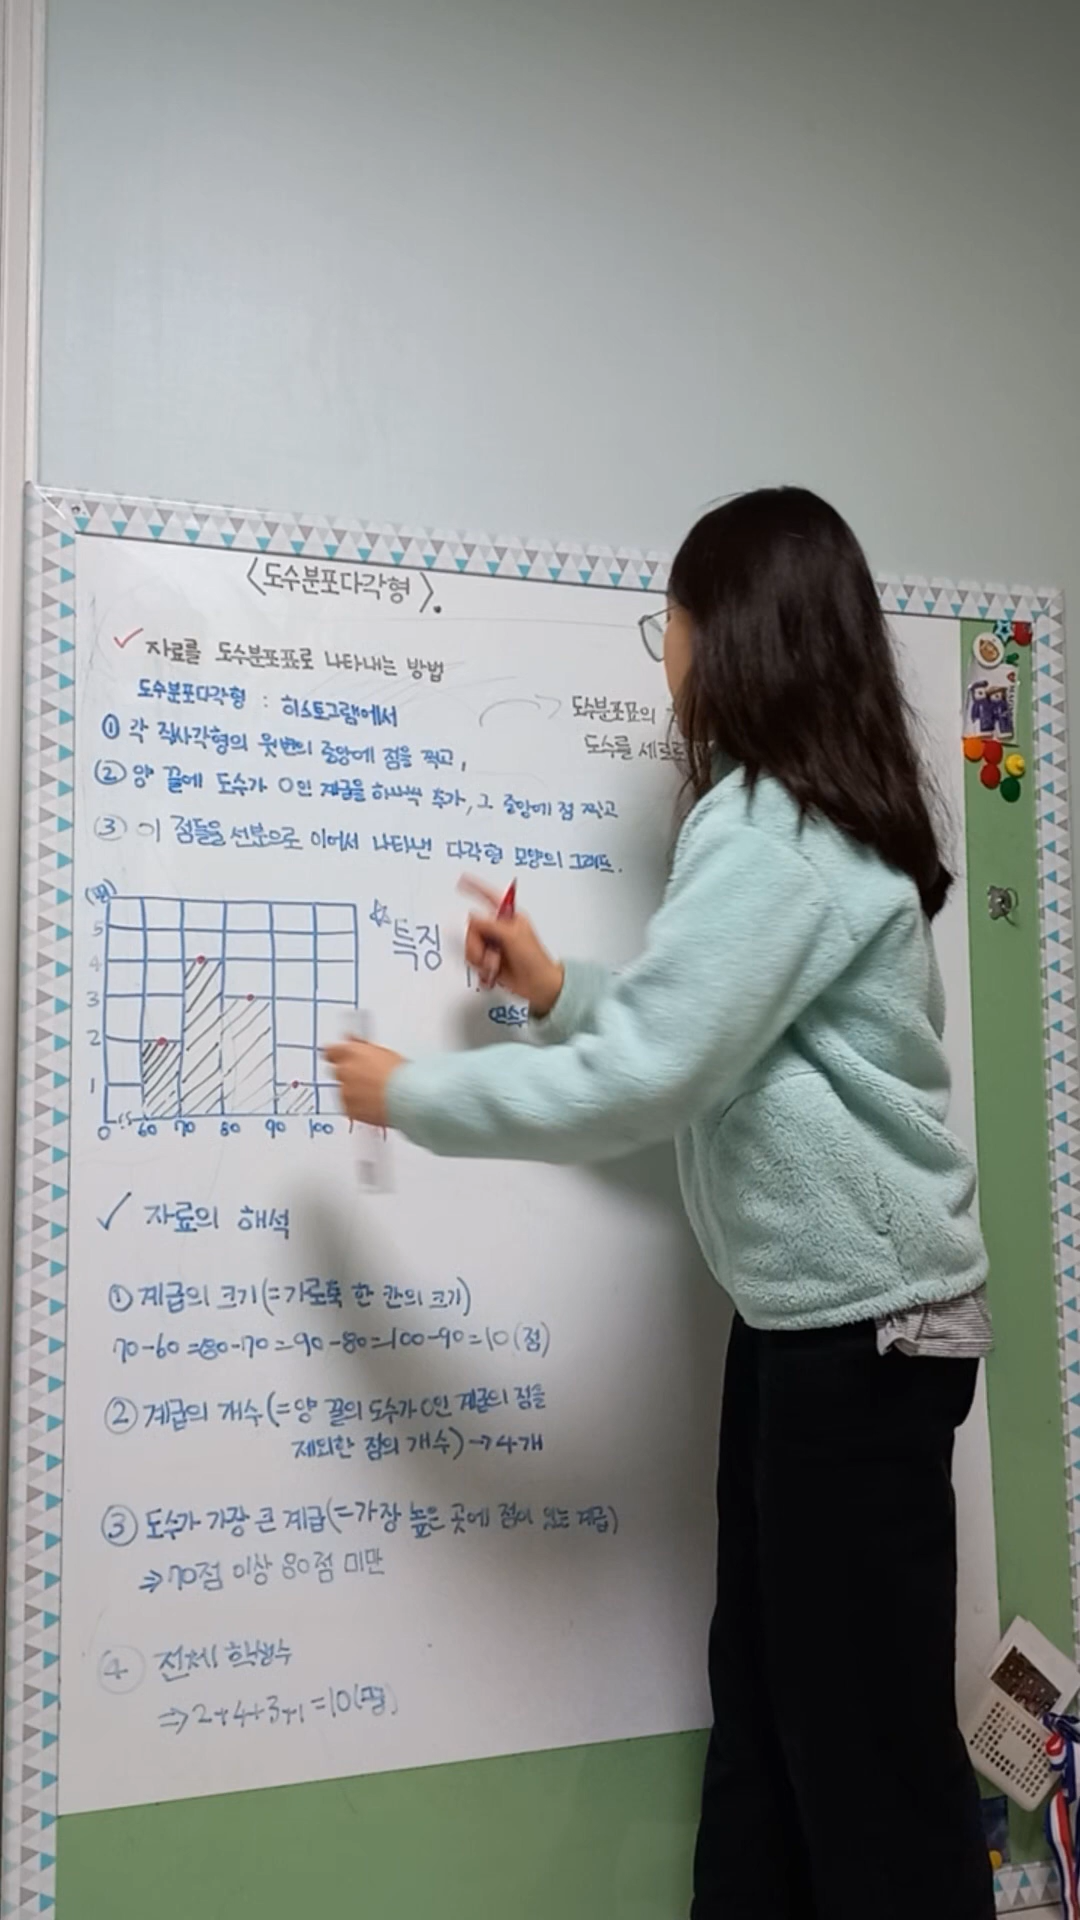 <도수분포다각형>.
✓ 자료를 도수분포표로 나타내는 방법
도수분포다각형 : 히스토그램에서
① 각 직사각형의 윗변의 중앙에 점을 찍고,
② 양 끝에 도수가 0인 계급을 하나씩 추가, 그 중앙에 점 찍고
③ 이 점들을 선분으로 이어서 나타낸 다각형 모양의 그래프.
도수분포표의
도수를 세로로
(명)
5
4
3
2
1
0 60 70 80 90 100
☆특징
1.
✓ 자료의 해석
① 계급의 크기(=가로축 한 칸의 크기)
70-60=80-70=90-80=100-90=10(점)
② 계급의 개수(=양 끝의 도수가 0인 계급의 점을
제외한 점의 개수)→4개
③ 도수가 가장 큰 계급(=가장 높은 곳에 점이 있는 계급)
⇒70점 이상 80점 미만
④ 전체 학생수
⇒2+4+3+1=10(명)